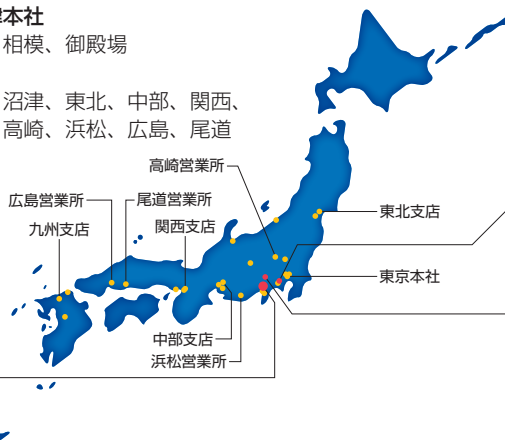 本社
相模、御殿場
沼津、東北、中部、関西、
高崎、浜松、広島、尾道
高崎営業所
広島営業所
尾道営業所
九州支店
関西支店
東北支店
東京本社
中部支店
浜松営業所